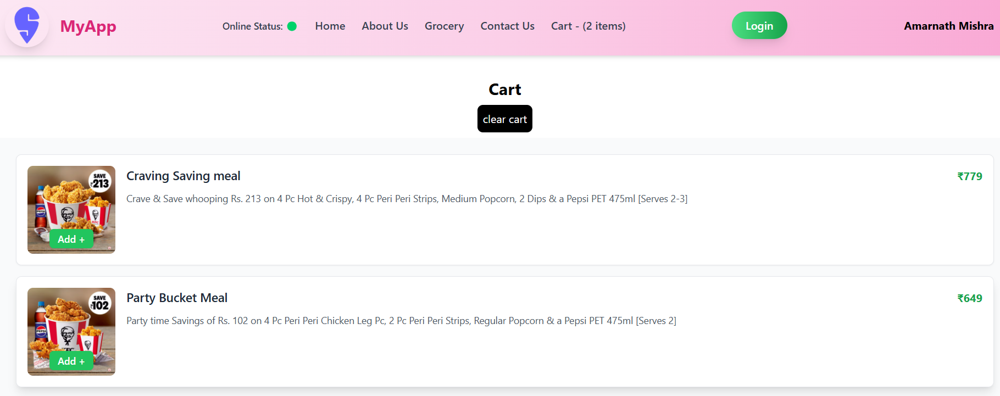 MyApp
Online Status:
Home
About Us
Grocery
Contact Us
Cart - (2 items)
Login
Amarnath Mishra
Cart
clear cart
SAVE
₹213
PEPSI
KFC
Add +
Craving Saving meal
₹779
Crave & Save whooping Rs. 213 on 4 Pc Hot & Crispy, 4 Pc Peri Peri Strips, Medium Popcorn, 2 Dips & a Pepsi PET 475ml [Serves 2-3]
SAVE
₹102
PEPSI
KFC
Add +
Party Bucket Meal
₹649
Party time Savings of Rs. 102 on 4 Pc Peri Peri Chicken Leg Pc, 2 Pc Peri Peri Strips, Regular Popcorn & a Pepsi PET 475ml [Serves 2]